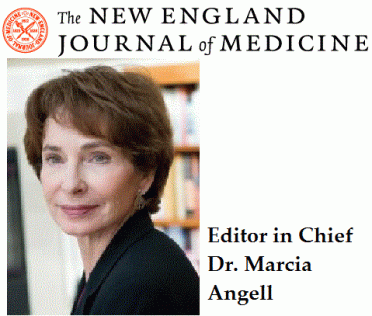 The NEW ENGLAND
JOURNAL of MEDICINE
Editor in Chief
Dr. Marcia
Angell